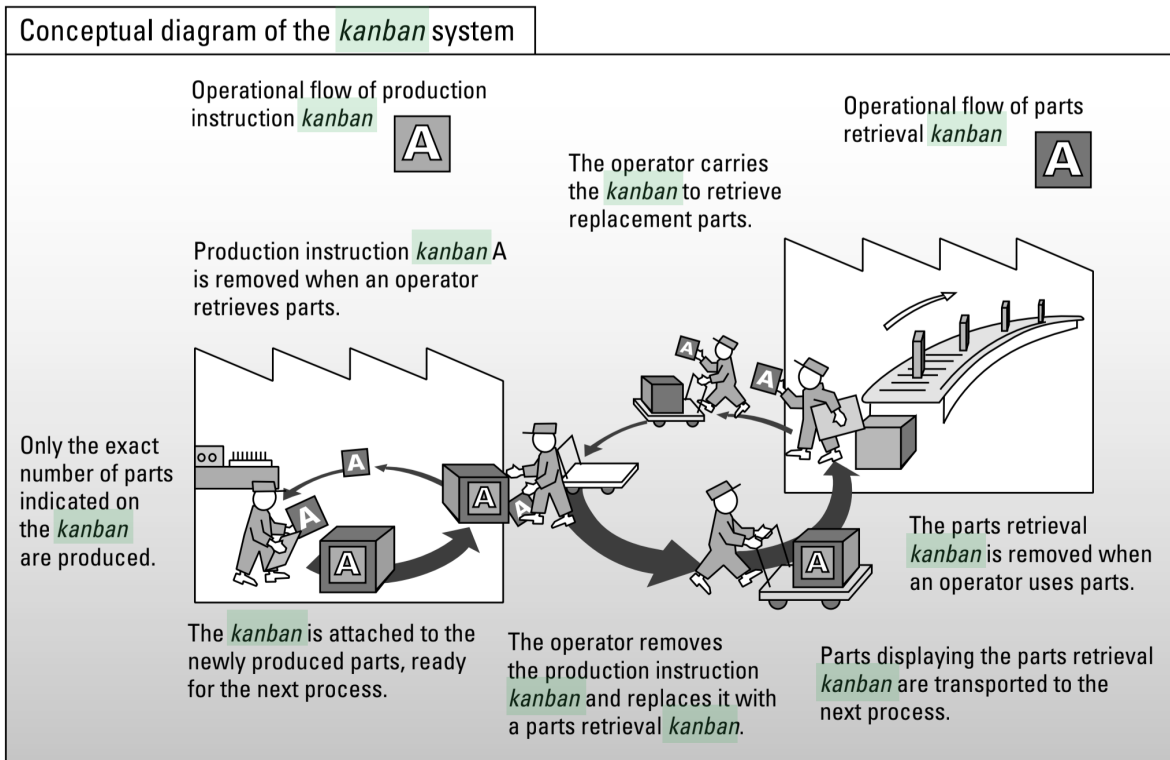 Conceptual diagram of the kanban system
Operational flow of production
instruction kanban
A
Operational flow of parts
retrieval kanban
A
The operator carries
the kanban to retrieve
replacement parts.
Production instruction kanban A
is removed when an operator
retrieves parts.
A
A
Only the exact
number of parts
indicated on
the kanban
are produced.
A
A
A
A
A
A
The parts retrieval
kanban is removed when
an operator uses parts.
The kanban is attached to the
newly produced parts, ready
for the next process.
The operator removes
the production instruction
kanban and replaces it with
a parts retrieval kanban.
Parts displaying the parts retrieval
kanban are transported to the
next process.